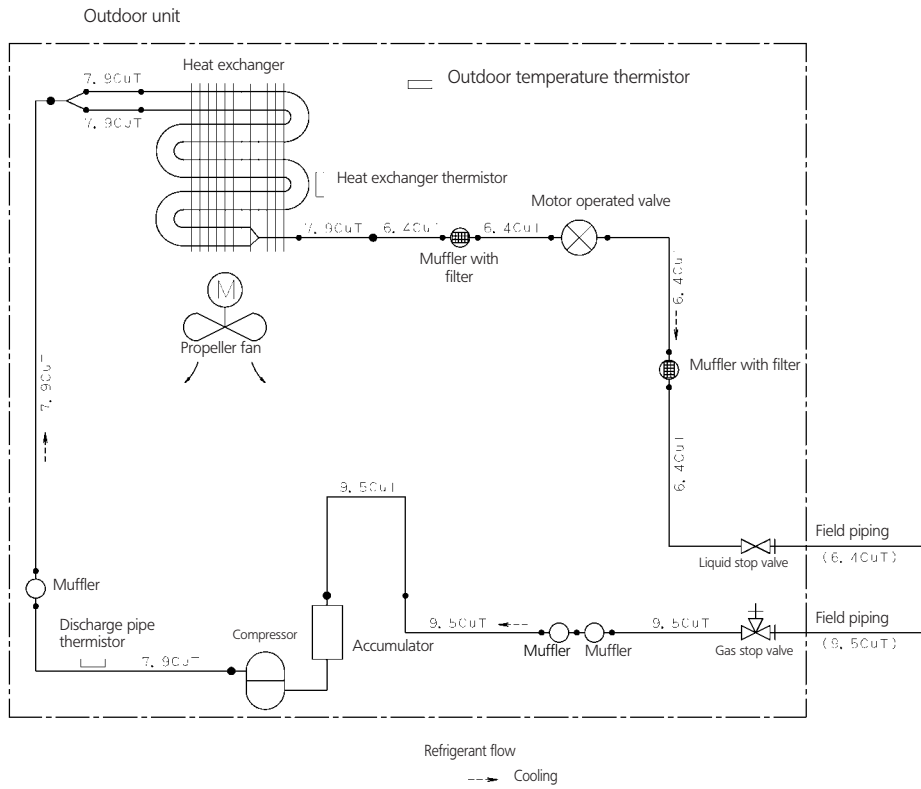 Outdoor unit
Heat exchanger
7.9CuT
7.9CuT
Outdoor temperature thermistor
Heat exchanger thermistor
Motor operated valve
7.9CuT
6.4CuT
6.4CuT
Muffler with
filter
M
Propeller fan
6.4CuT
7.9CuT
Muffler with filter
6.4CuT
9.5CuT
Field piping
Liquid stop valve
(6.4CuT)
Muffler
Discharge pipe
thermistor
Compressor
Accumulator
9.5CuT
9.5CuT
Field piping
Muffler
Muffler
Gas stop valve
(9.5CuT)
7.9CuT
Refrigerant flow
Cooling